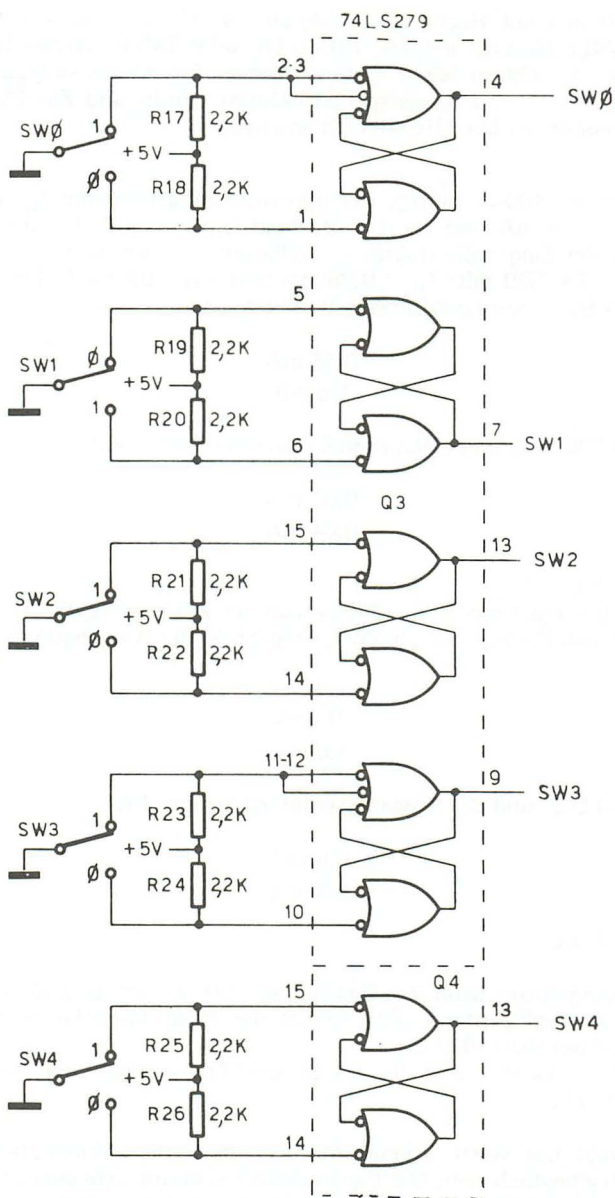 74LS279
2-3
4
SWØ
1
R17 2,2K
SWØ
+5V
Ø
R18 2,2K
1
5
Ø
R19 2,2K
SW1
+5V
1
R20 2,2K
6
7
SW1
Q3
15
13
SW2
1
R21 2,2K
SW2
+5V
Ø
R22 2,2K
14
11-12
9
SW3
1
R23 2,2K
SW3
+5V
Ø
R24 2,2K
10
Q4
15
13
SW4
1
R25 2,2K
SW4
+5V
Ø
R26 2,2K
14